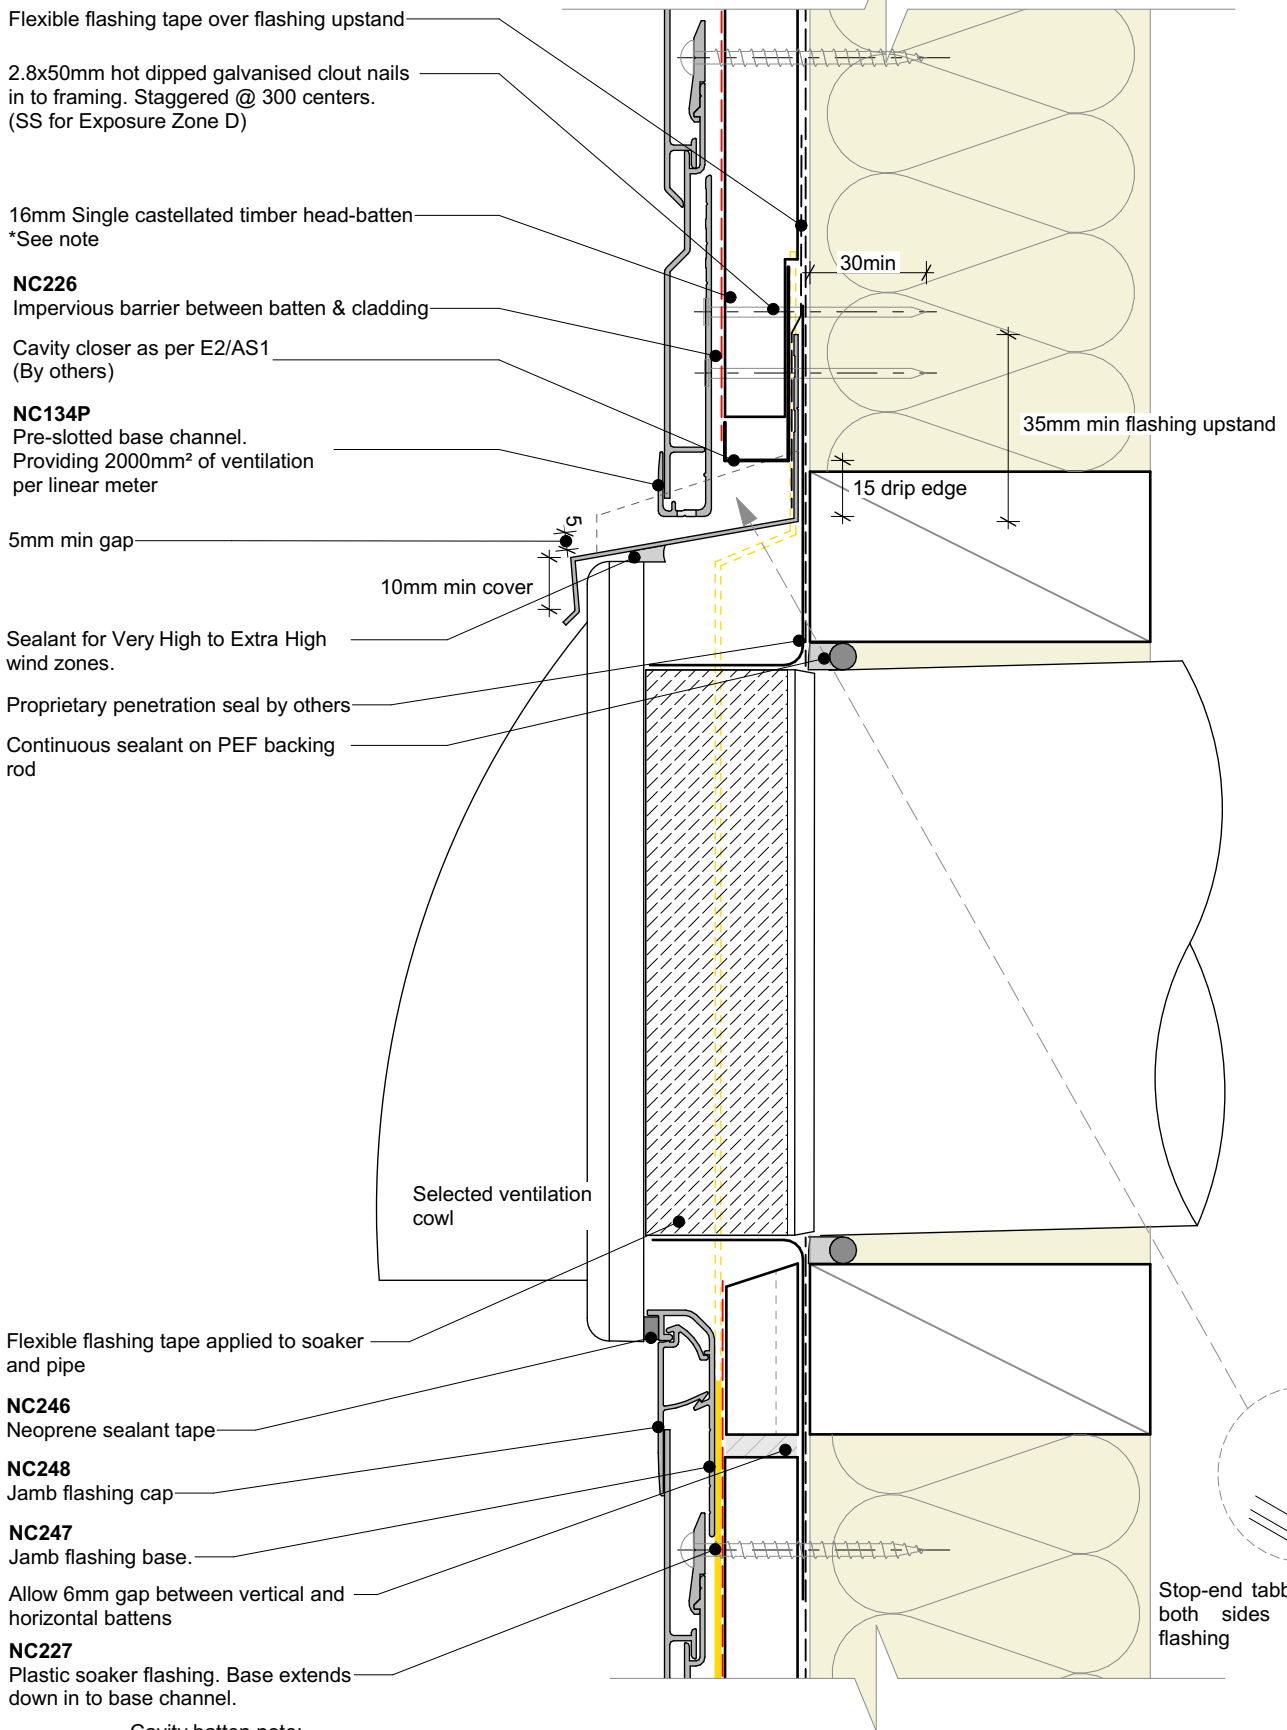 Flexible flashing tape over flashing upstand
2.8x50mm hot dipped galvanised clout nails
in to framing. Staggered @ 300 centers.
(SS for Exposure Zone D)
16mm Single castellated timber head-batten
*See note
30min
NC226
Impervious barrier between batten & cladding
Cavity closer as per E2/AS1
(By others)
NC134P
Pre-slotted base channel.
Providing 2000mm² of ventilation
per linear meter
35mm min flashing upstand
15 drip edge
5
5mm min gap
10mm min cover
Sealant for Very High to Extra High
wind zones.
Proprietary penetration seal by others
Continuous sealant on PEF backing
rod
Selected ventilation
cowl
Flexible flashing tape applied to soaker
and pipe
NC246
Neoprene sealant tape
NC248
Jamb flashing cap
NC247
Jamb flashing base.
Allow 6mm gap between vertical and
horizontal battens
Stop-end tabb
both sides
flashing
NC227
Plastic soaker flashing. Base extends
down in to base channel.
Cavity batten note: